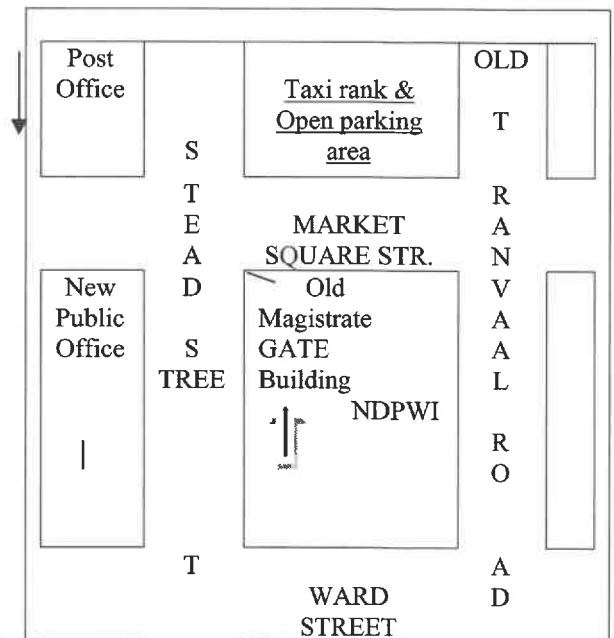 Post
Office
Taxi rank &
Open parking
area
OLD
T
R
A
N
V
A
A
L
R
O
A
D
S
T
E
A
D
S
TREE
T
MARKET
SQUARE STR.
New
Public
Office
Old
Magistrate
GATE
Building
NDPWI
WARD
STREET